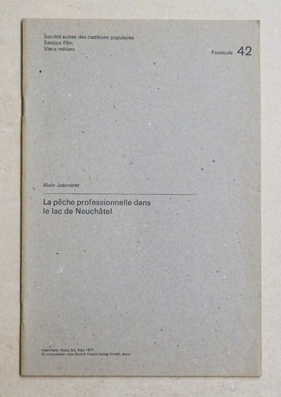 Société suisse des traditions populaires
Section Film
Vieux métiers
Fascicule 42
Alain Jeanneret
La pêche professionnelle dans
le lac de Neuchâtel